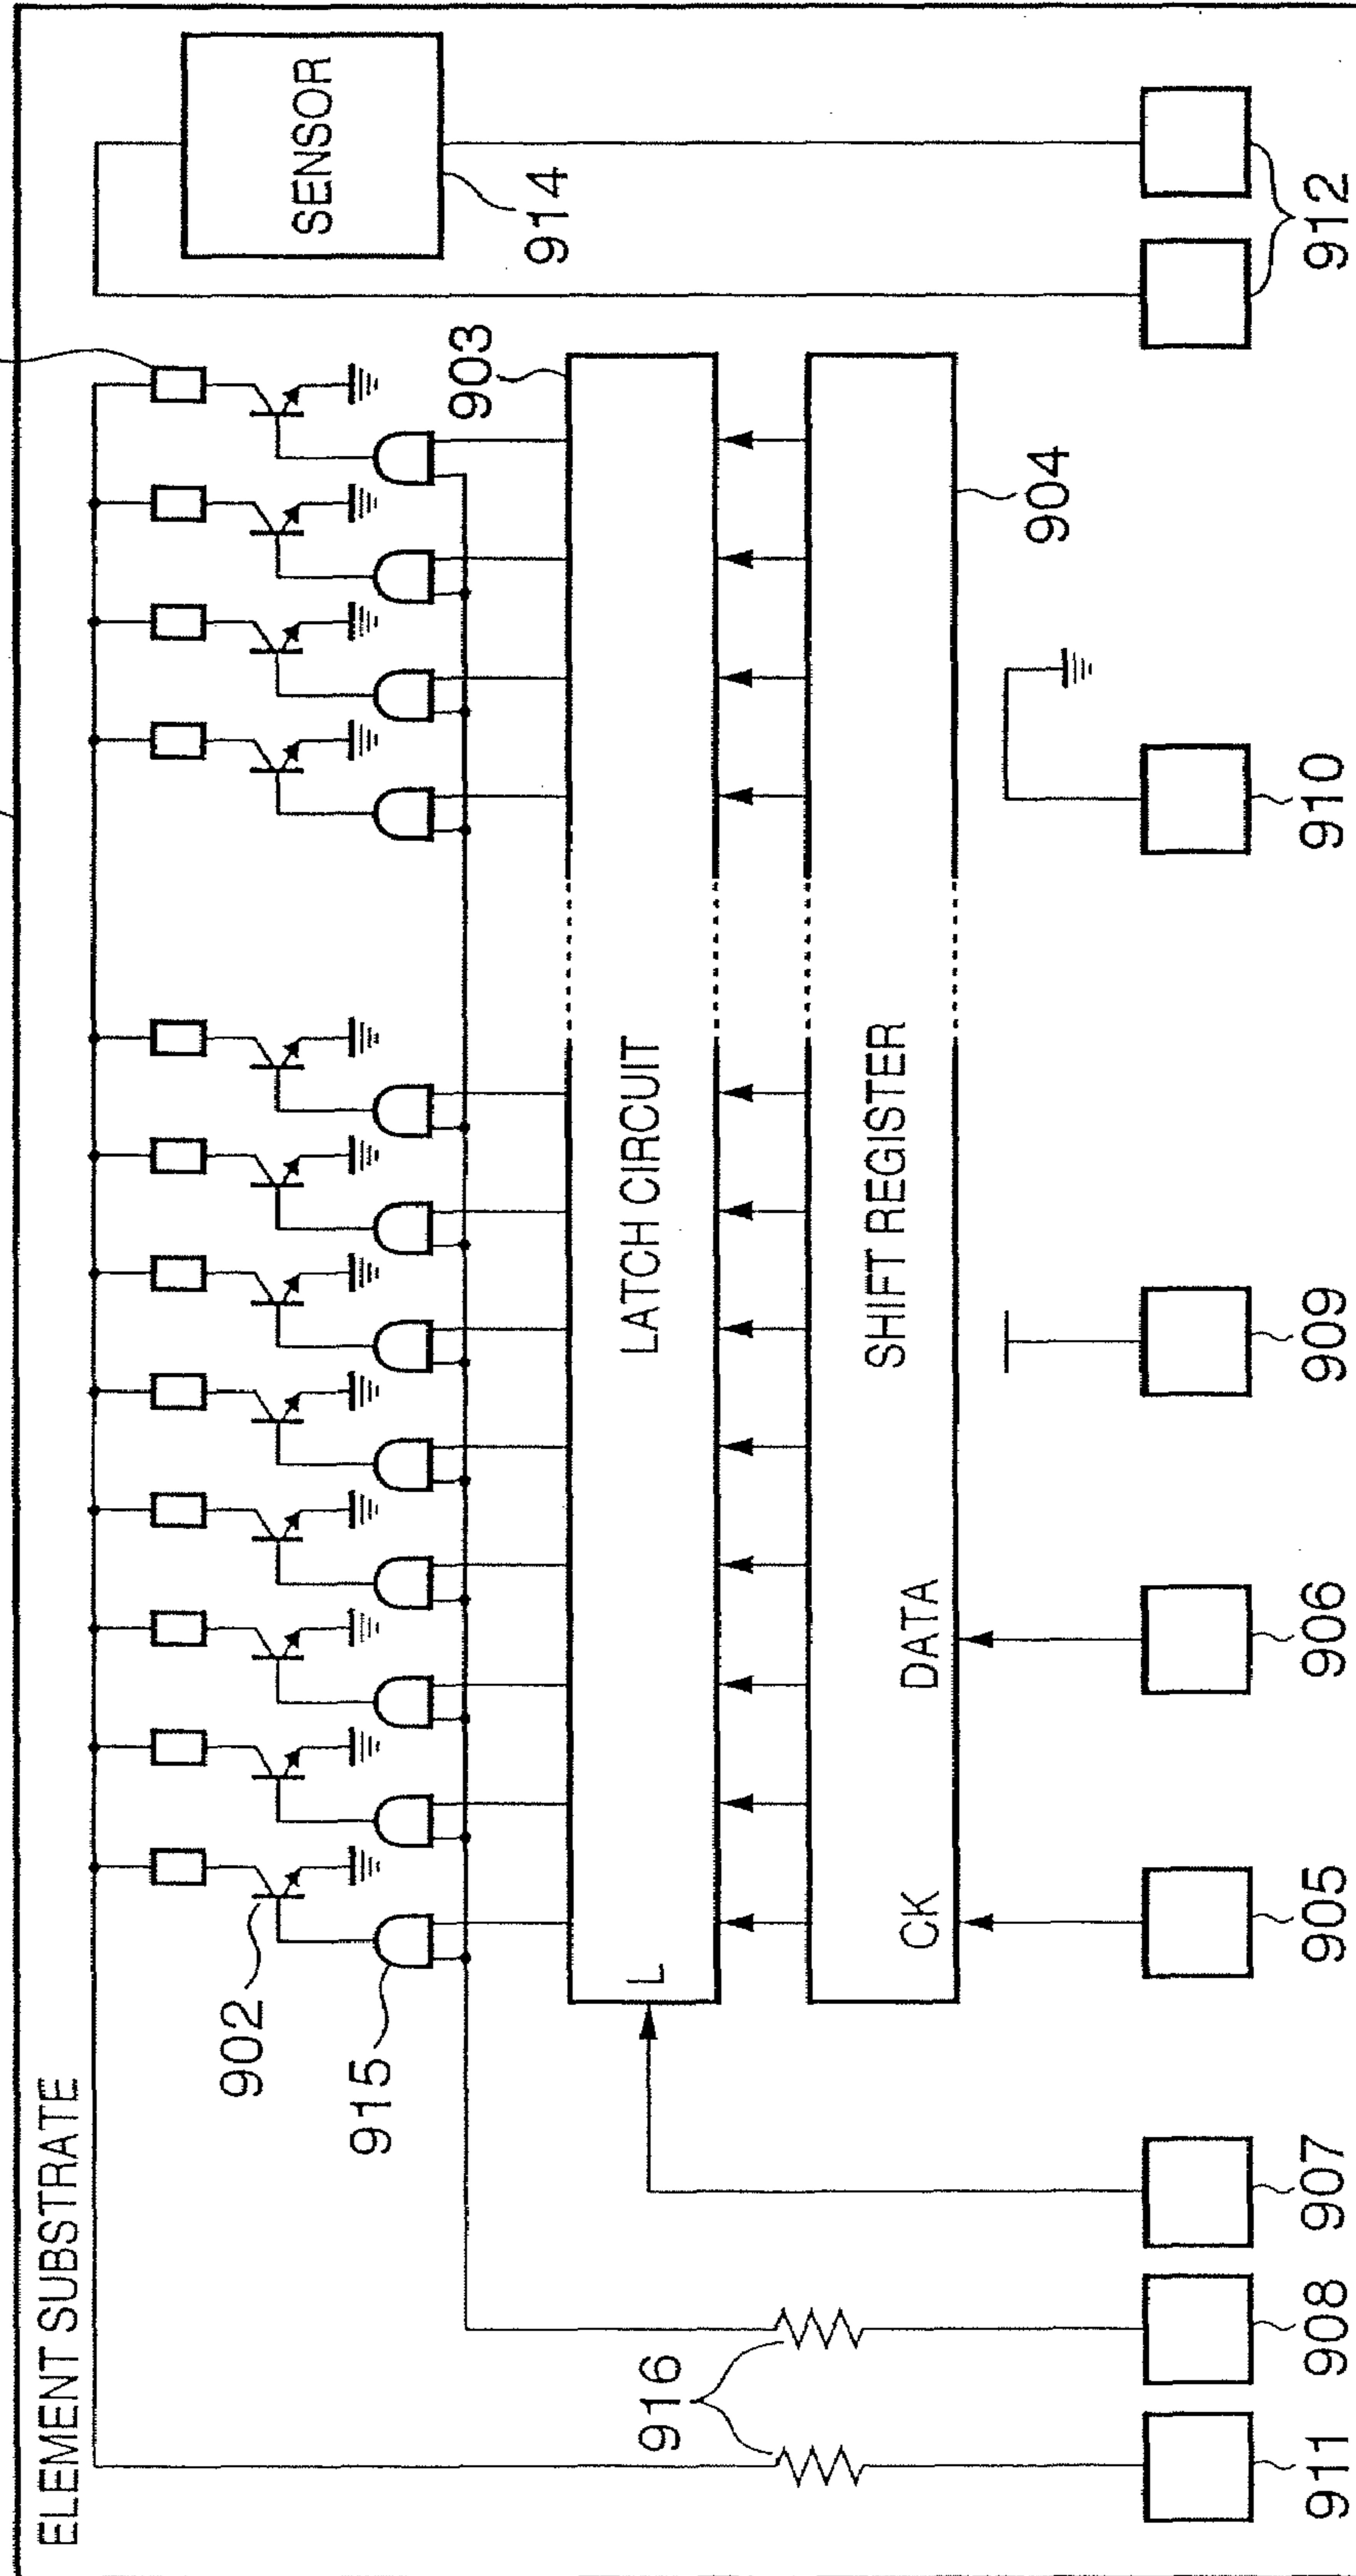 ELEMENT SUBSTRATE
SENSOR
914
902
915
903
LATCH CIRCUIT
L
SHIFT REGISTER
904
CK
DATA
916
911
908
907
905
906
909
910
912